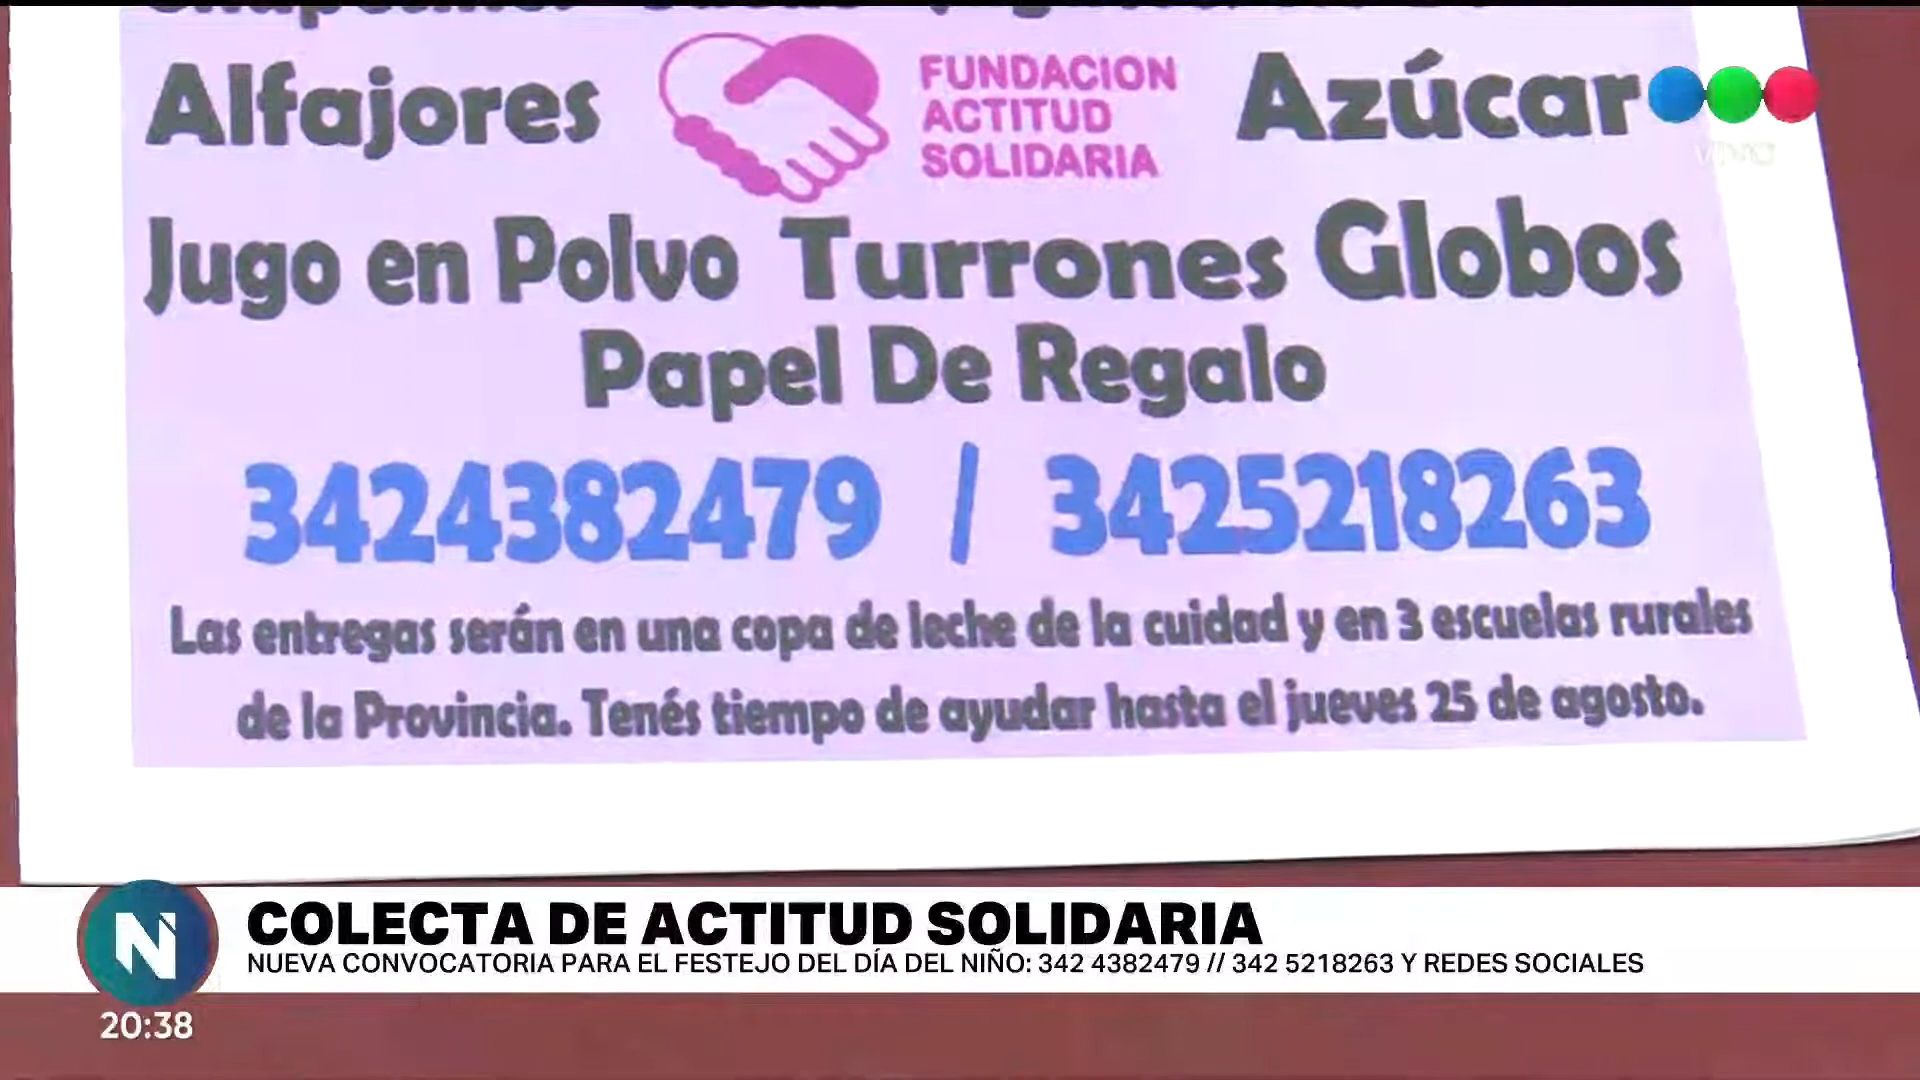 Alfajores
FUNDACION
ACTITUD
SOLIDARIA
Azúcar
vivo
Jugo en Polvo Turrones Globos
Papel De Regalo
3424382479 / 3425218263
Las entregas serán en una copa de leche de la cuidad y en 3 escuelas rurales
de la Provincia. Tenés tiempo de ayudar hasta el jueves 25 de agosto.
N
COLECTA DE ACTITUD SOLIDARIA
NUEVA CONVOCATORIA PARA EL FESTEJO DEL DÍA DEL NIÑO: 342 4382479 // 342 5218263 Y REDES SOCIALES
20:38